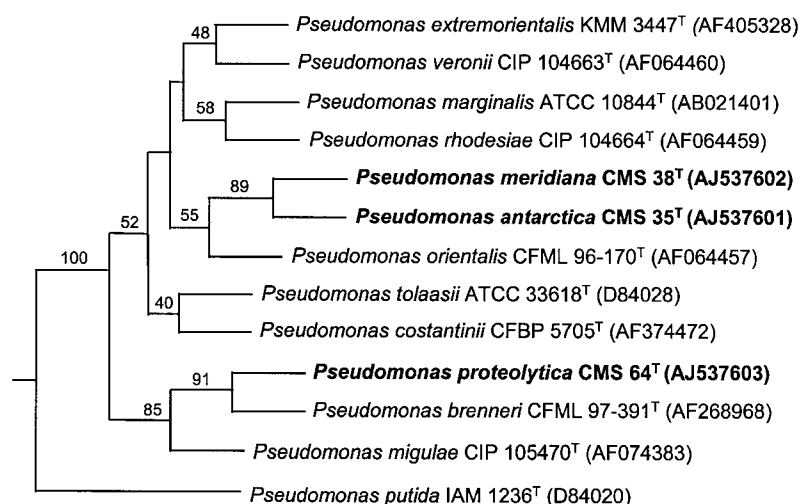 48
Pseudomonas extremorientalis KMM 3447ᵀ (AF405328)
Pseudomonas veronii CIP 104663ᵀ (AF064460)
58
Pseudomonas marginalis ATCC 10844ᵀ (AB021401)
Pseudomonas rhodesiae CIP 104664ᵀ (AF064459)
89
Pseudomonas meridiana CMS 38ᵀ (AJ537602)
52
55
Pseudomonas antarctica CMS 35ᵀ (AJ537601)
Pseudomonas orientalis CFML 96-170ᵀ (AF064457)
100
40
Pseudomonas tolaasii ATCC 33618ᵀ (D84028)
Pseudomonas costantinii CFBP 5705ᵀ (AF374472)
91
Pseudomonas proteolytica CMS 64ᵀ (AJ537603)
85
Pseudomonas brenneri CFML 97-391ᵀ (AF268968)
Pseudomonas migulae CIP 105470ᵀ (AF074383)
Pseudomonas putida IAM 1236ᵀ (D84020)